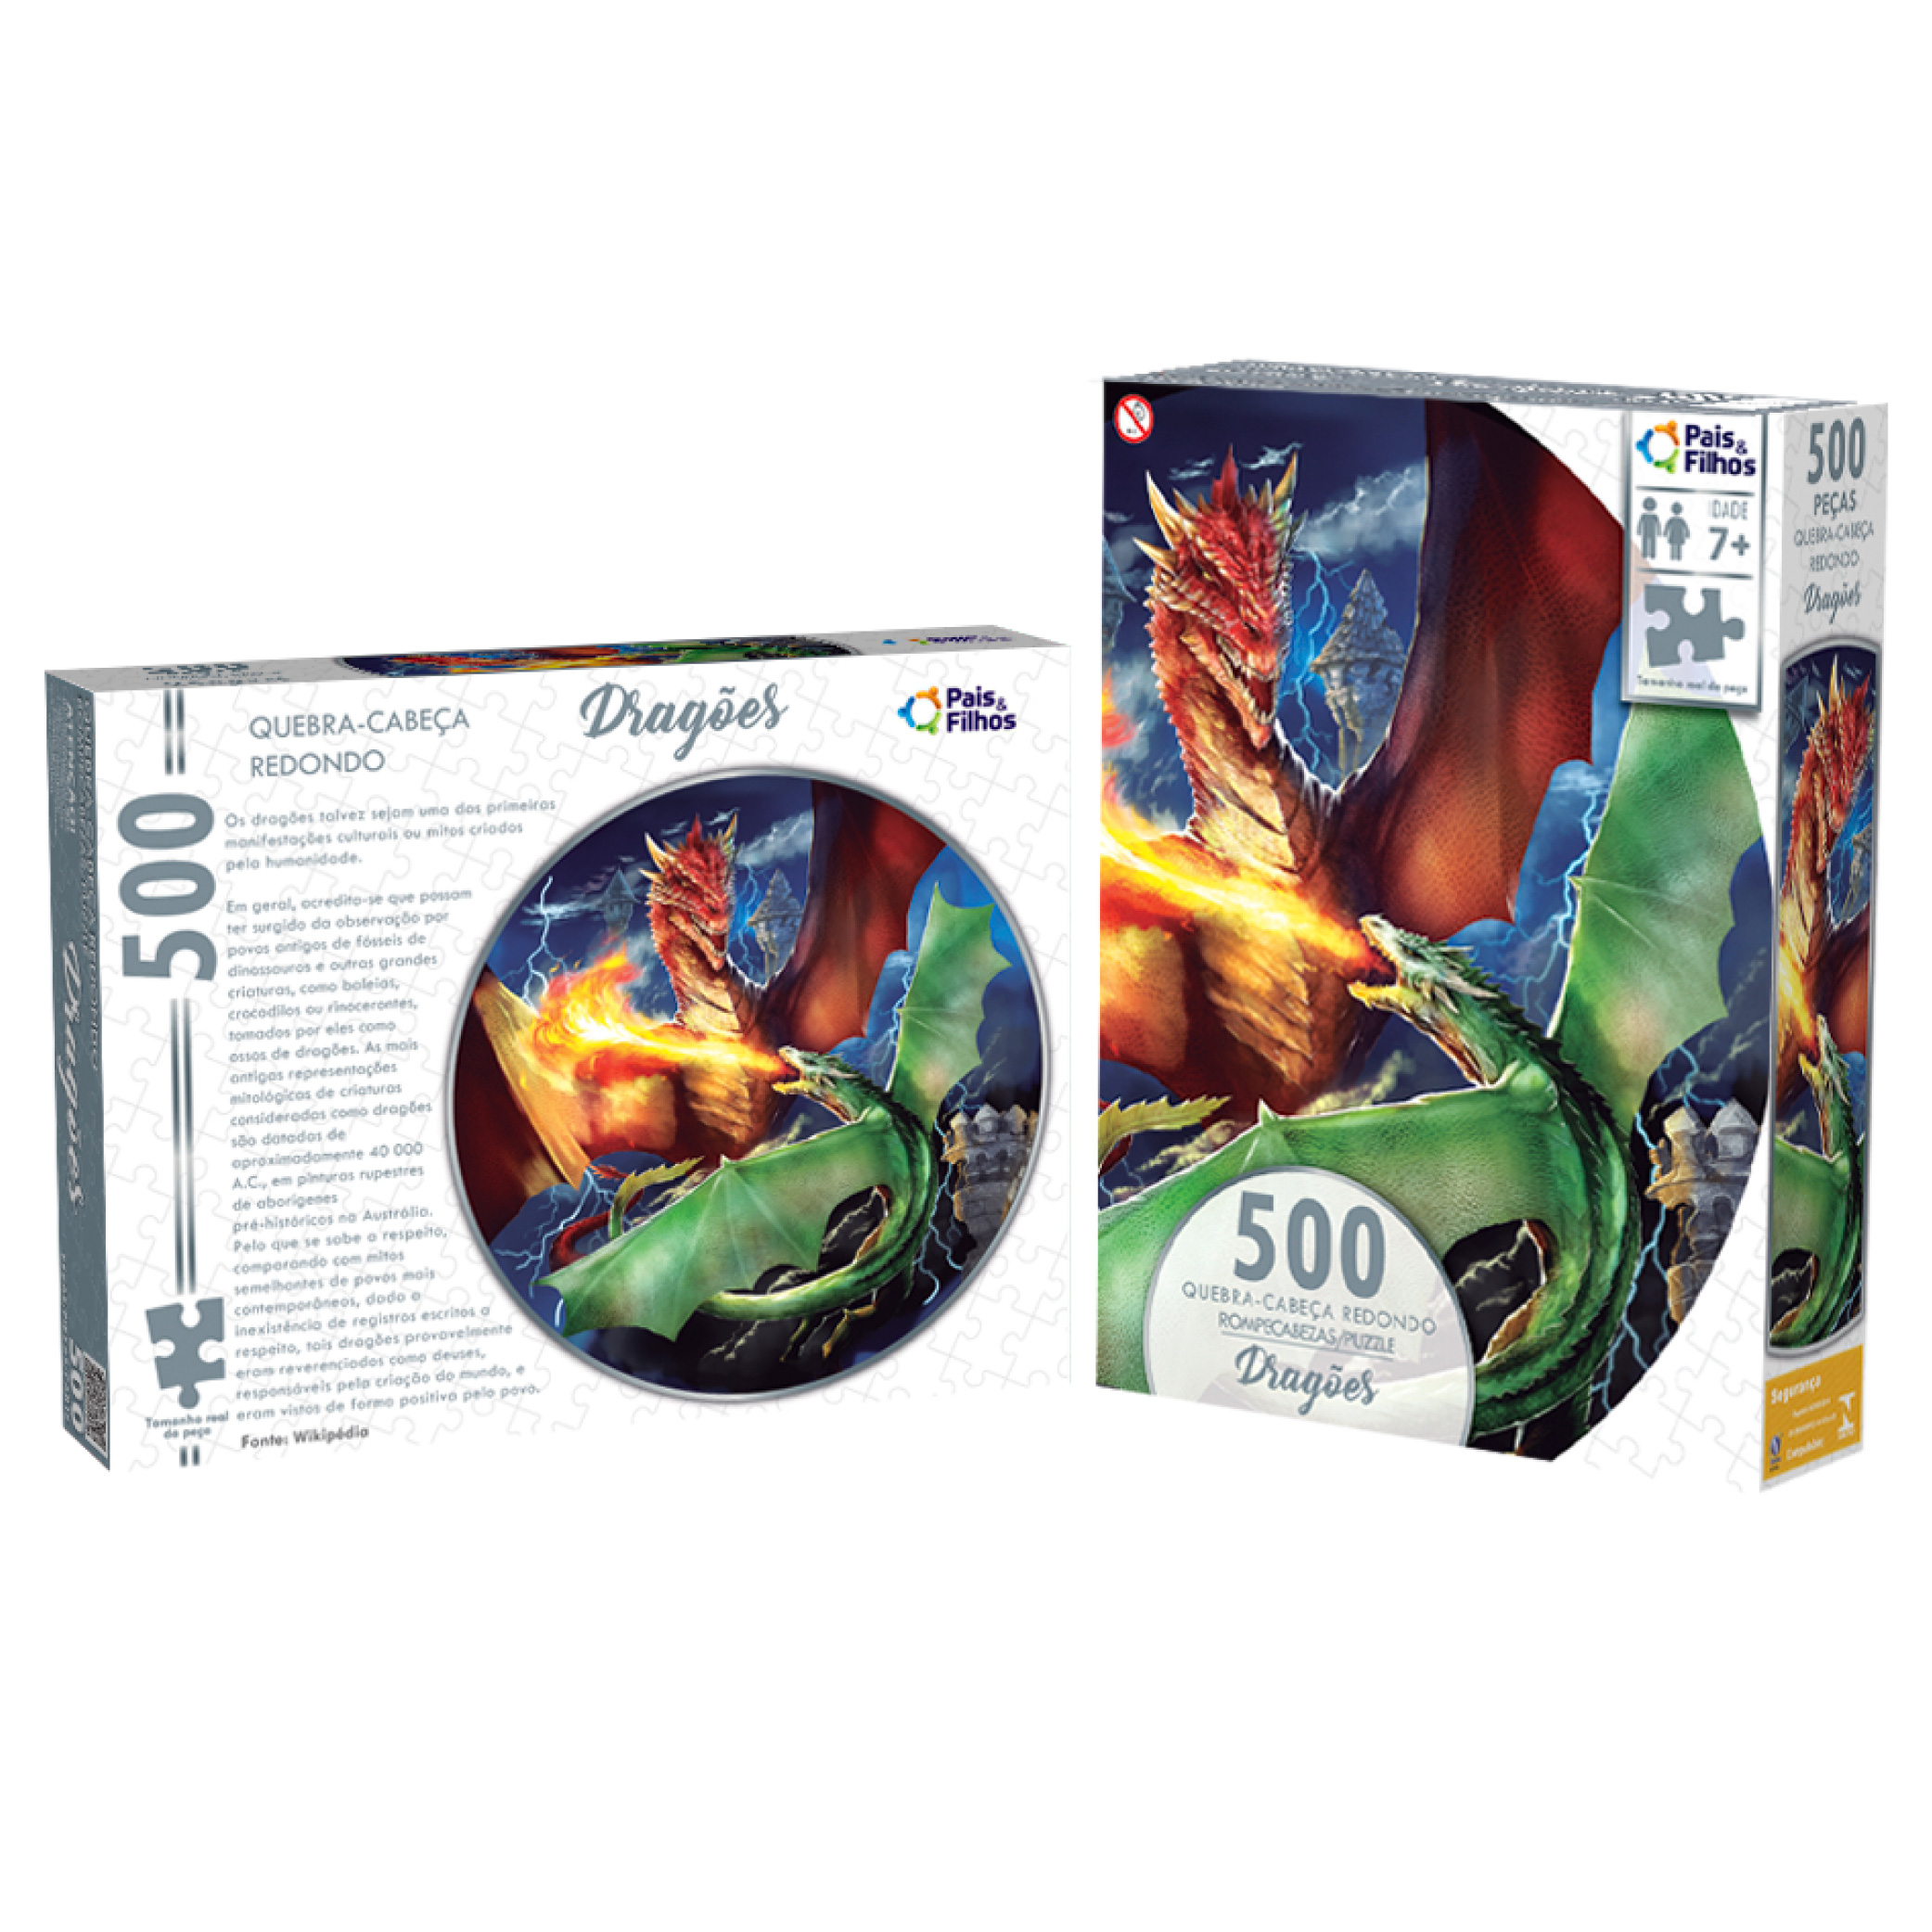 QUEBRA-CABEÇA
REDONDO
Dragões
Pais&
Filhos
500
Os dragões talvez sejam uma das primeiras
manifestações culturais ou mitos criados
pela humanidade.
Em geral, acredita-se que possam
ter surgido da observação por
povos antigos de fósseis de
dinossauros e outras grandes
criaturas, como baleias,
crocodilos ou rinocerontes,
tomados por eles como
ossos de dragões. As mais
antigas representações
mitológicas de criaturas
consideradas como dragões
são datadas de
aproximadamente 40 000
A.C., em pinturas rupestres
de aborígenes
pré-históricos na Austrália.
Pelo que se sabe a respeito,
comparando com mitos
semelhantes de povos mais
contemporâneos, dado a
inexistência de registros escritos a
respeito, tais dragões provavelmente
eram reverenciados como deuses,
responsáveis pela criação do mundo, e
eram vistos de forma positiva pelo povo.
Fonte: Wikipédia
Tamanho real
da peça
Dragões
500
Pais&
Filhos
IDADE
7+
Tamanho real da peça
500
QUEBRA-CABEÇA REDONDO
ROMPECABEZAS/PUZZLE
Dragões
500
PEÇAS
QUEBRA-CABEÇA
REDONDO
Dragões
Segurança